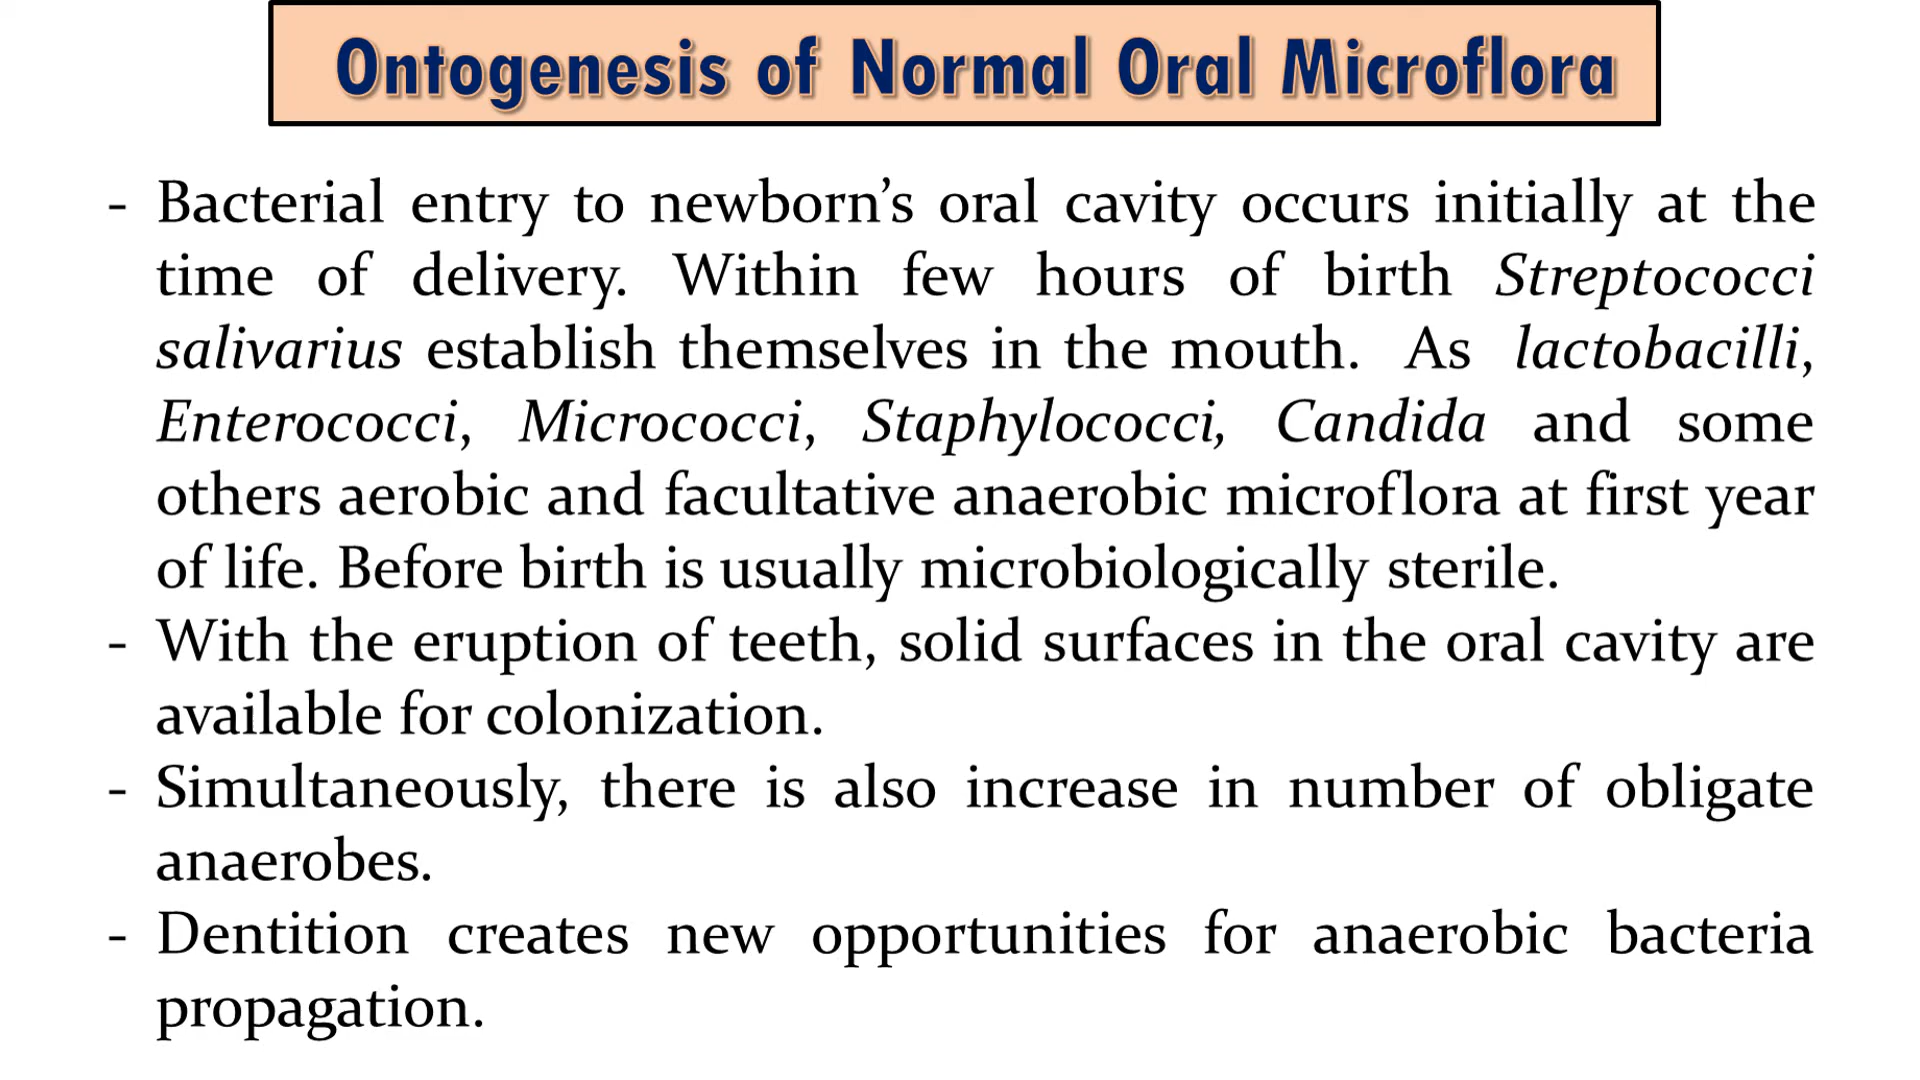 Ontogenesis of Normal Oral Microflora
- Bacterial entry to newborn’s oral cavity occurs initially at the
time of delivery. Within few hours of birth Streptococci
salivarius establish themselves in the mouth. As lactobacilli,
Enterococci, Micrococci, Staphylococci, Candida and some
others aerobic and facultative anaerobic microflora at first year
of life. Before birth is usually microbiologically sterile.
- With the eruption of teeth, solid surfaces in the oral cavity are
available for colonization.
- Simultaneously, there is also increase in number of obligate
anaerobes.
- Dentition creates new opportunities for anaerobic bacteria
propagation.